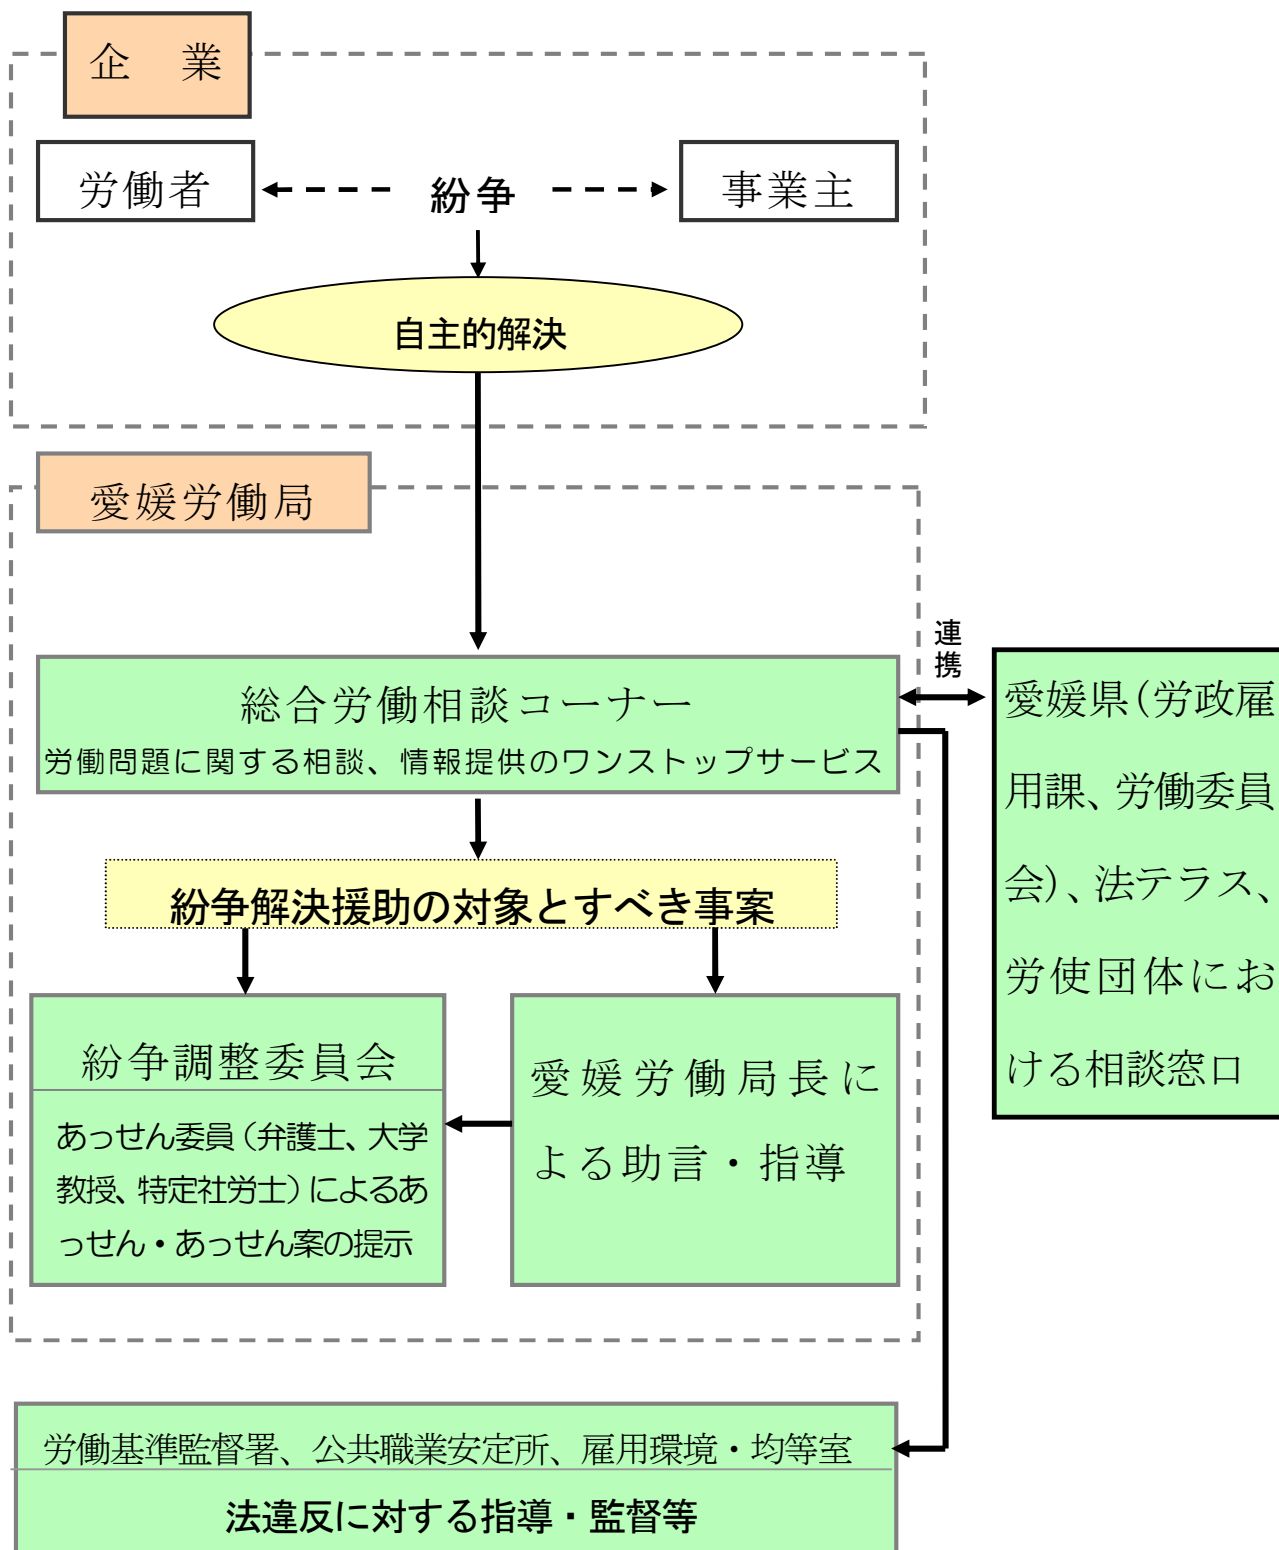 企　業
労働者
紛争
事業主
自主的解決
愛媛労働局
連
携
総合労働相談コーナー
労働問題に関する相談、情報提供のワンストップサービス
愛媛県（労政雇
用課、労働委員
会）、法テラス、
労使団体にお
ける相談窓口
紛争解決援助の対象とすべき事案
紛争調整委員会
あっせん委員（弁護士、大学
教授、特定社労士）によるあ
っせん・あっせん案の提示
愛媛労働局長に
よる助言・指導
労働基準監督署、公共職業安定所、雇用環境・均等室
法違反に対する指導・監督等